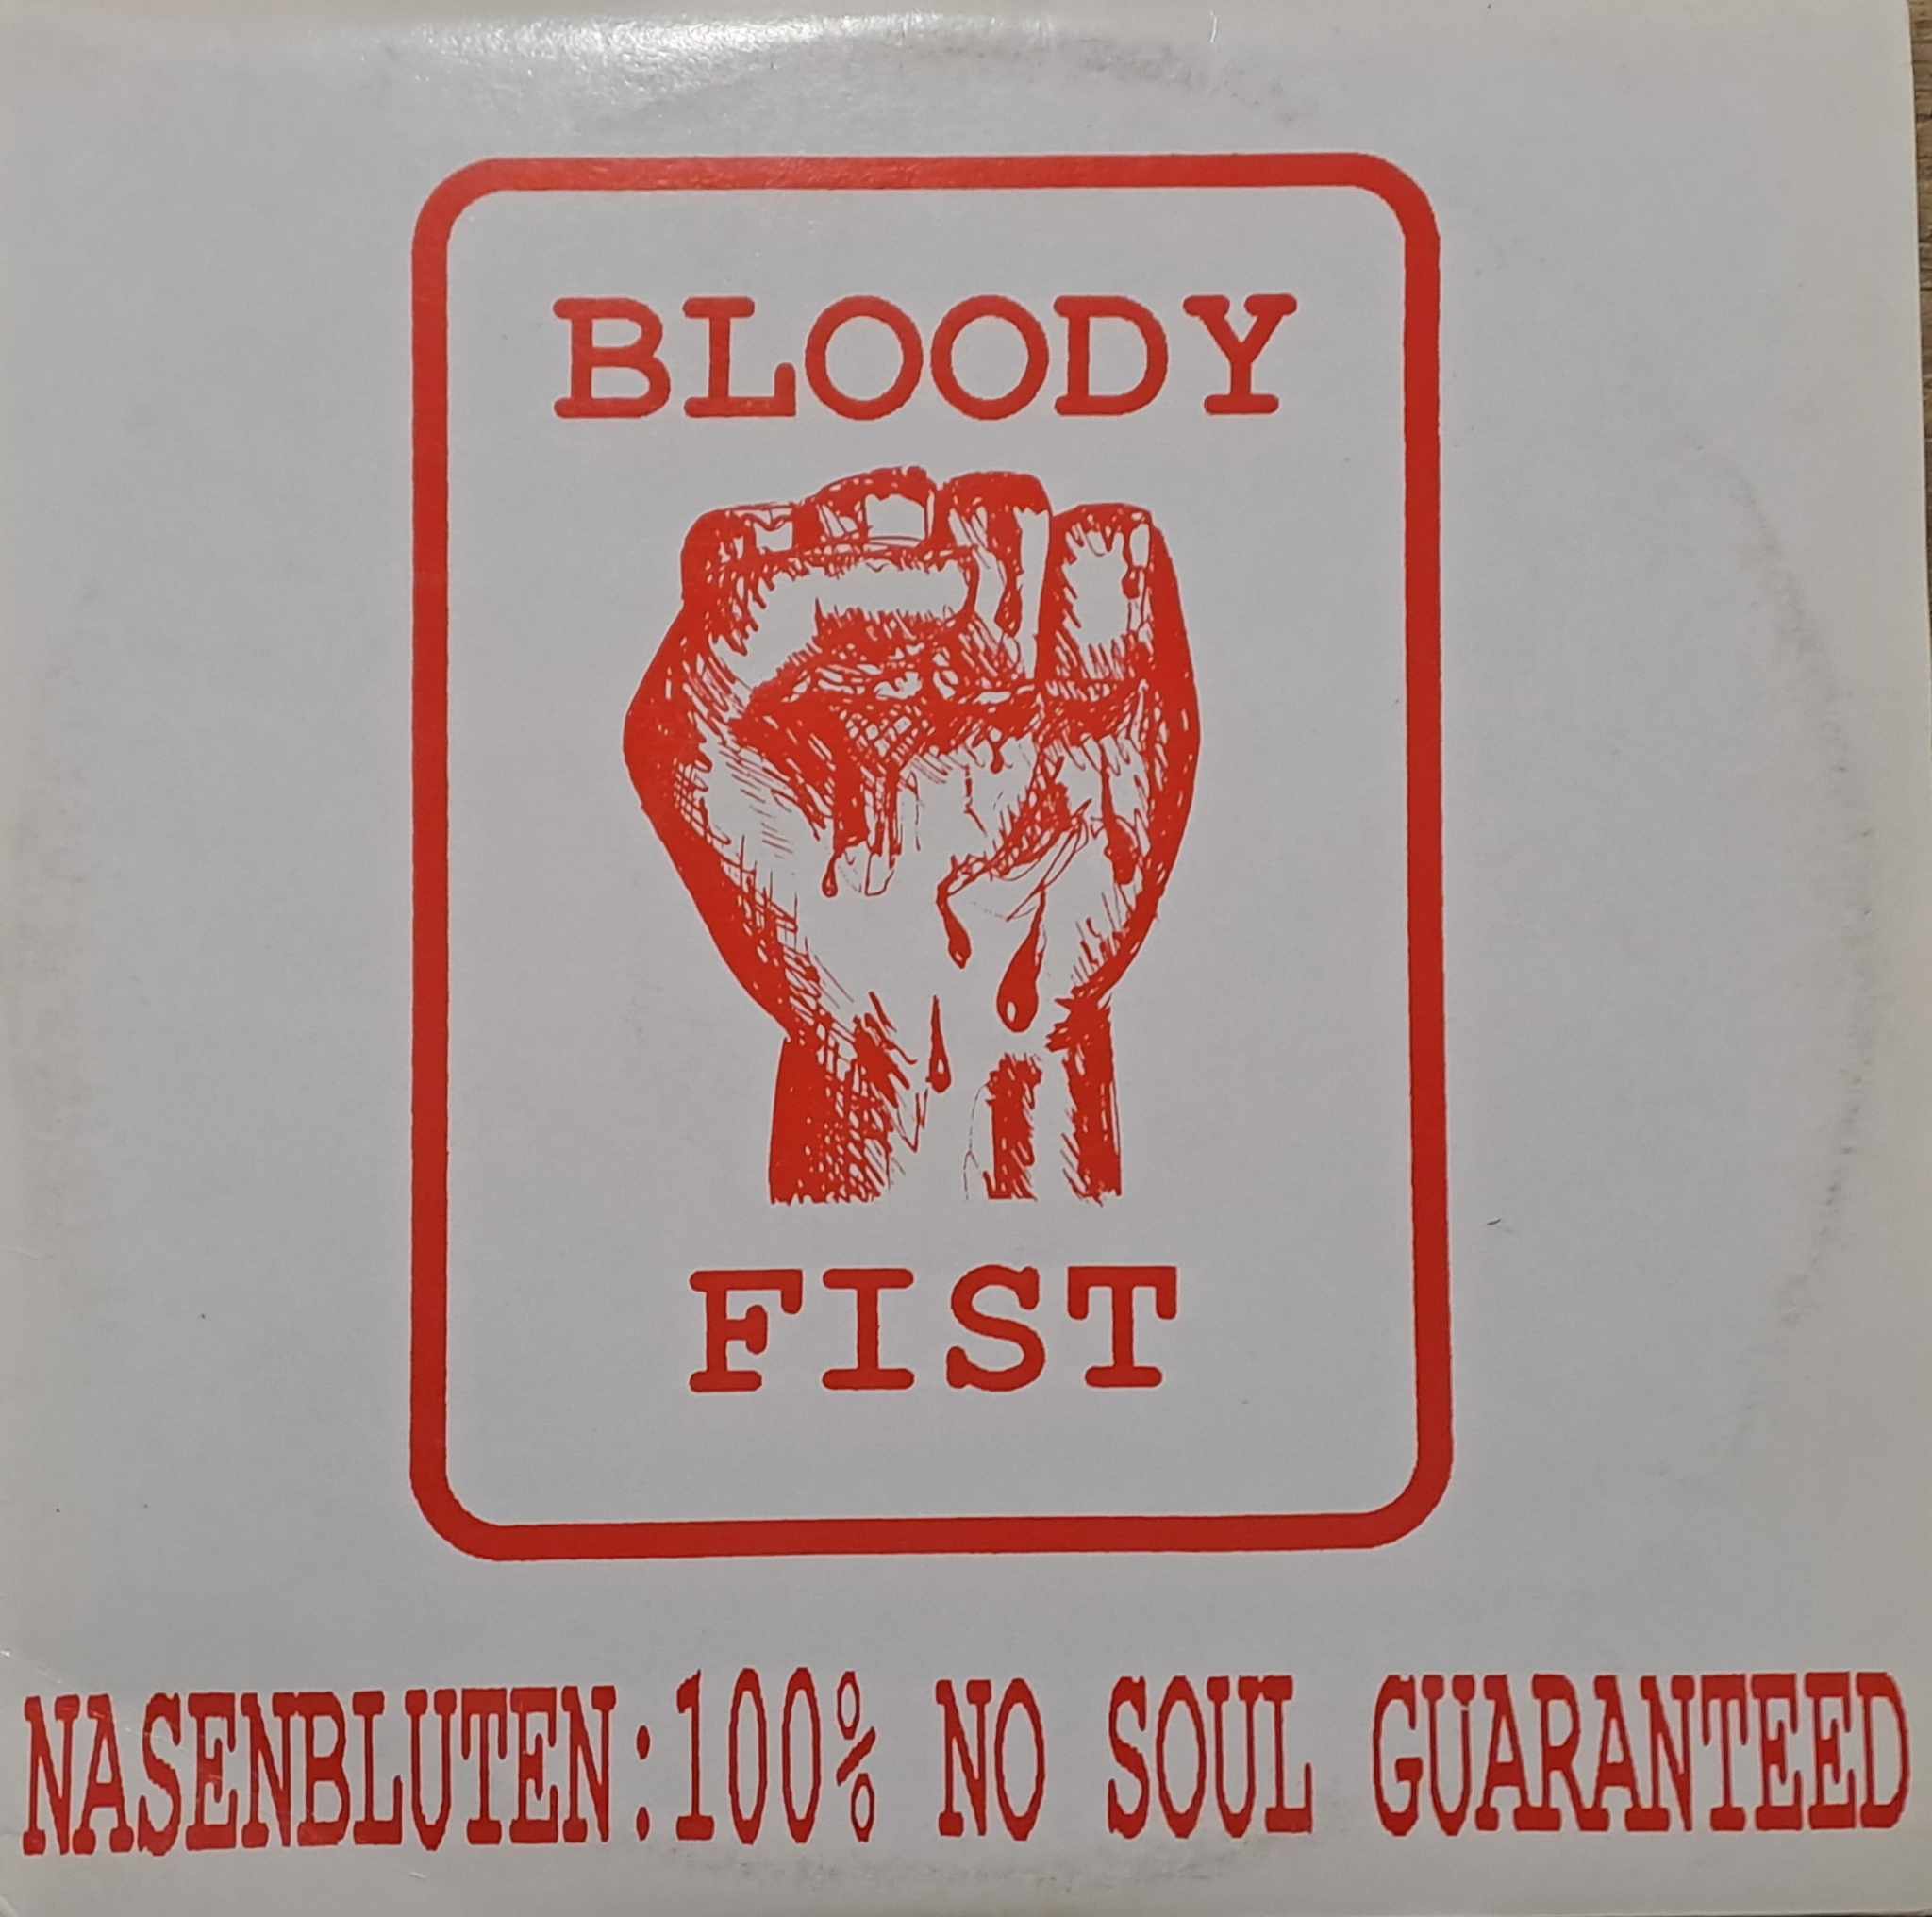 BLOODY
FIST
NASENBLUTEN:100% NO SOUL GUARANTEED